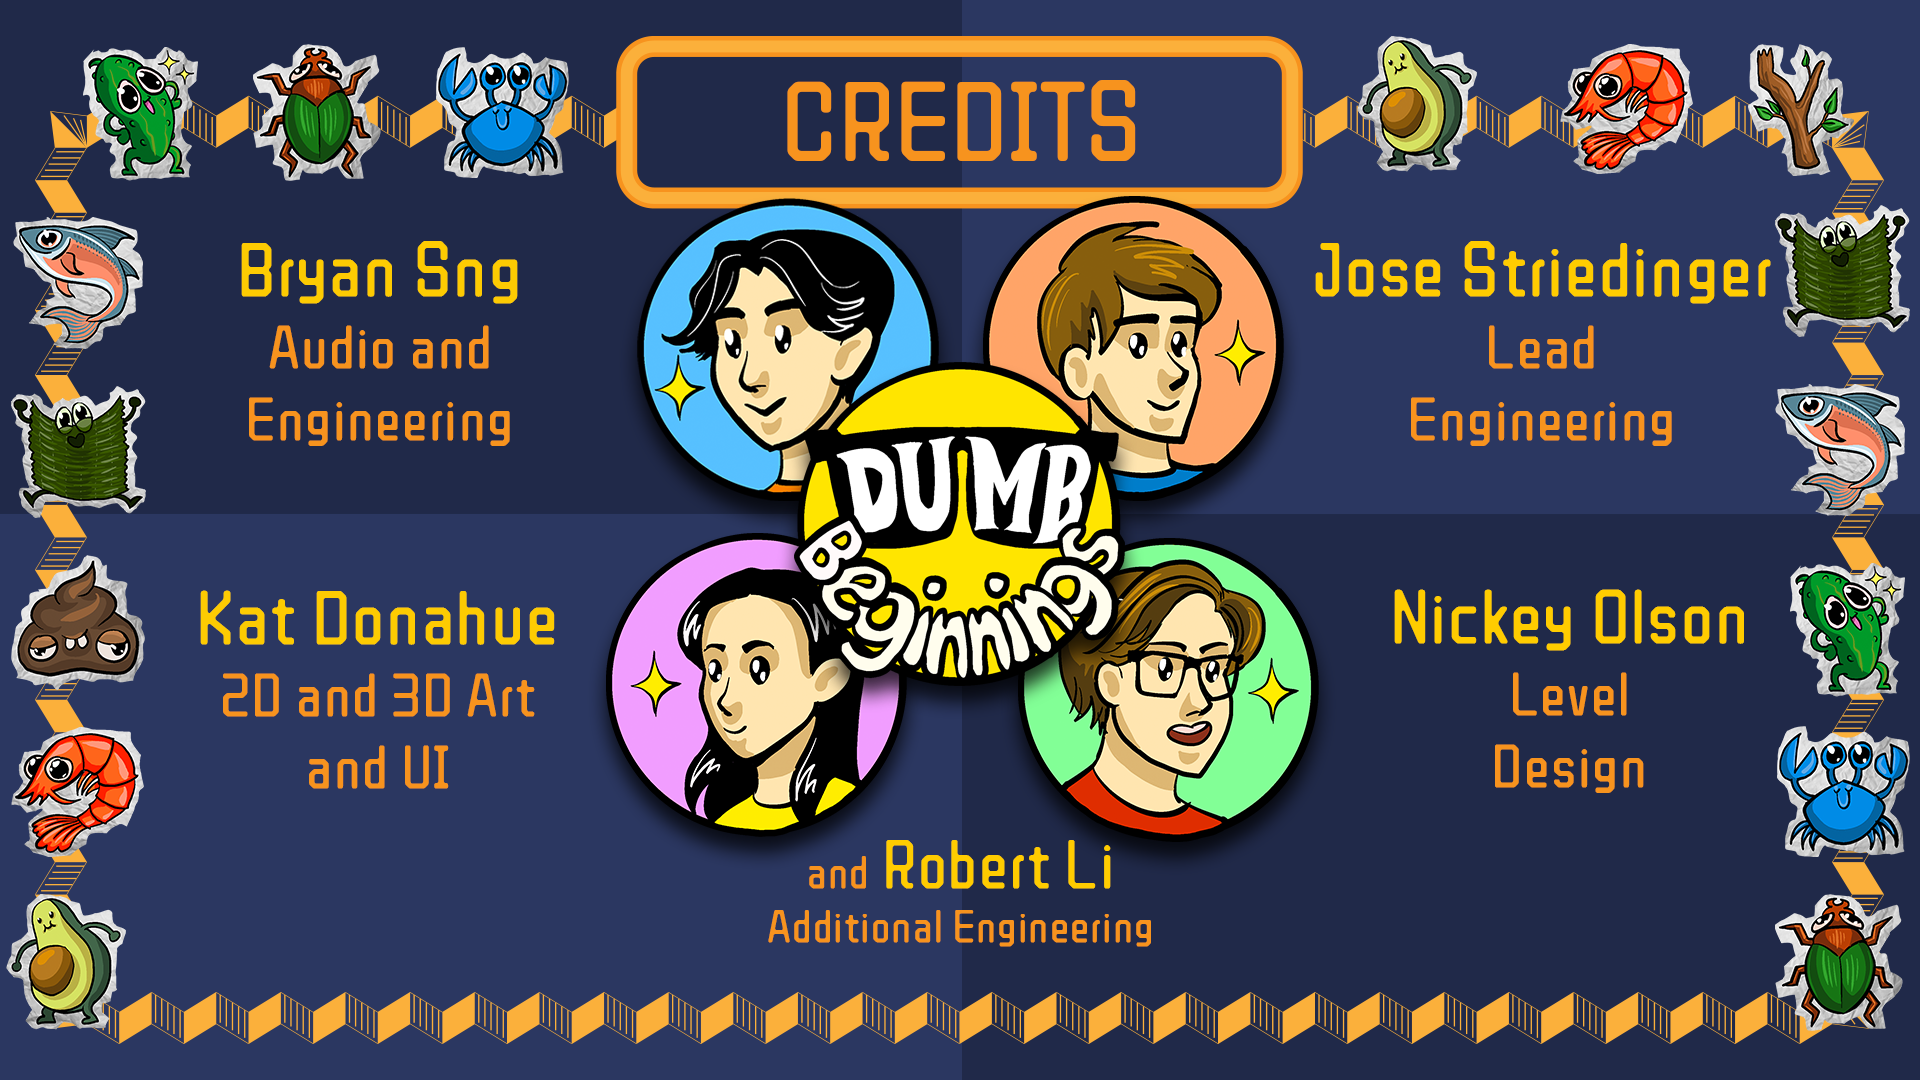 CREDITS
Bryan Sng
Audio and
Engineering
Jose Striedinger
Lead
Engineering
DUMB
Beginnings
Kat Donahue
2D and 3D Art
and UI
Nickey Olson
Level
Design
and Robert Li
Additional Engineering